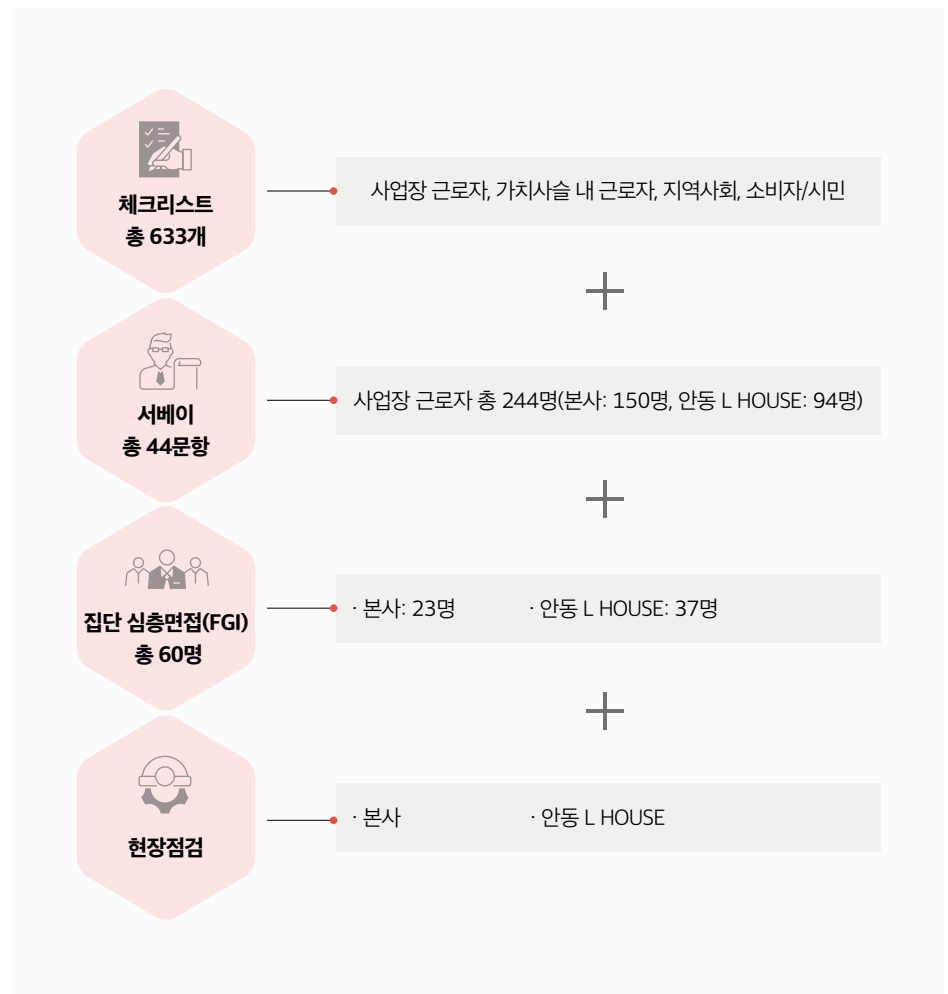 체크리스트
총 633개
사업장 근로자, 가치사슬 내 근로자, 지역사회, 소비자/시민
서베이
총 44문항
사업장 근로자 총 244명(본사: 150명, 안동 L HOUSE: 94명)
집단 심층면접(FGI)
총 60명
· 본사: 23명 · 안동 L HOUSE: 37명
현장점검
· 본사 · 안동 L HOUSE